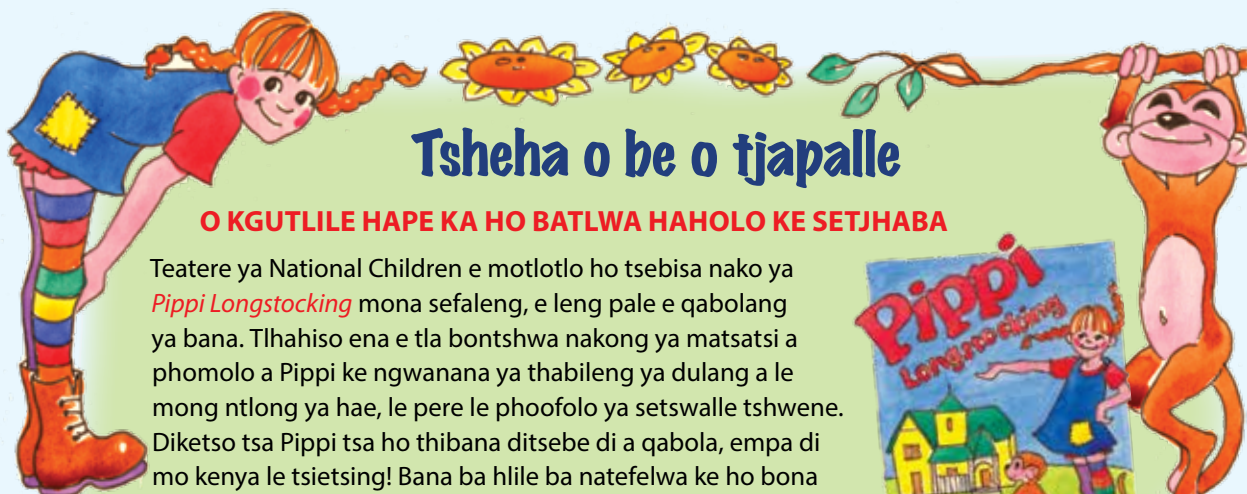 Tsheha o be o tjapalle
O KGUTLILE HAPE KA HO BATLWA HAHOLO KE SETJHABA
Teatere ya National Children e motlotlo ho tsebisa nako ya
Pippi Longstocking mona sefaleng, e leng pale e qabolang
ya bana. Tlhahiso ena e tla bontshwa nakong ya matsatsi a
phomolo a Pippi ke ngwanana ya thabileng ya dulang a le
mong ntlong ya hae, le pere le phoofolo ya setswalle tshwene.
Diketso tsa Pippi tsa ho thibana ditsebe di a qabola, empa di
mo kenya le tsietsing! Bana ba hlile ba natefelwa ke ho bona
Pippi
Longstocking